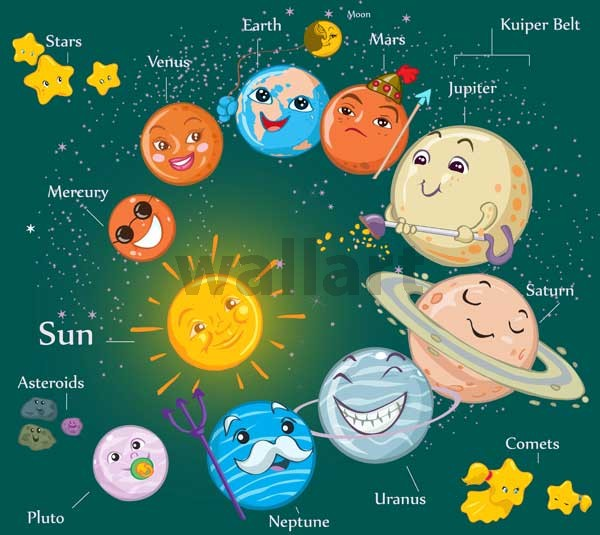 Moon
Earth
Kuiper Belt
Stars
Mars
Venus
Jupiter
Mercury
wallart
Saturn
Sun
Asteroids
Comets
Uranus
Pluto
Neptune